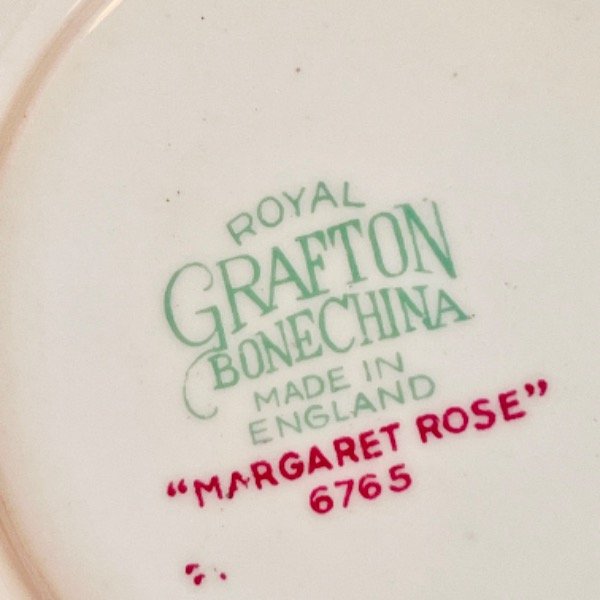 ROYAL
GRAFTON
BONE CHINA
MADE IN
ENGLAND
"MARGARET ROSE"
6765